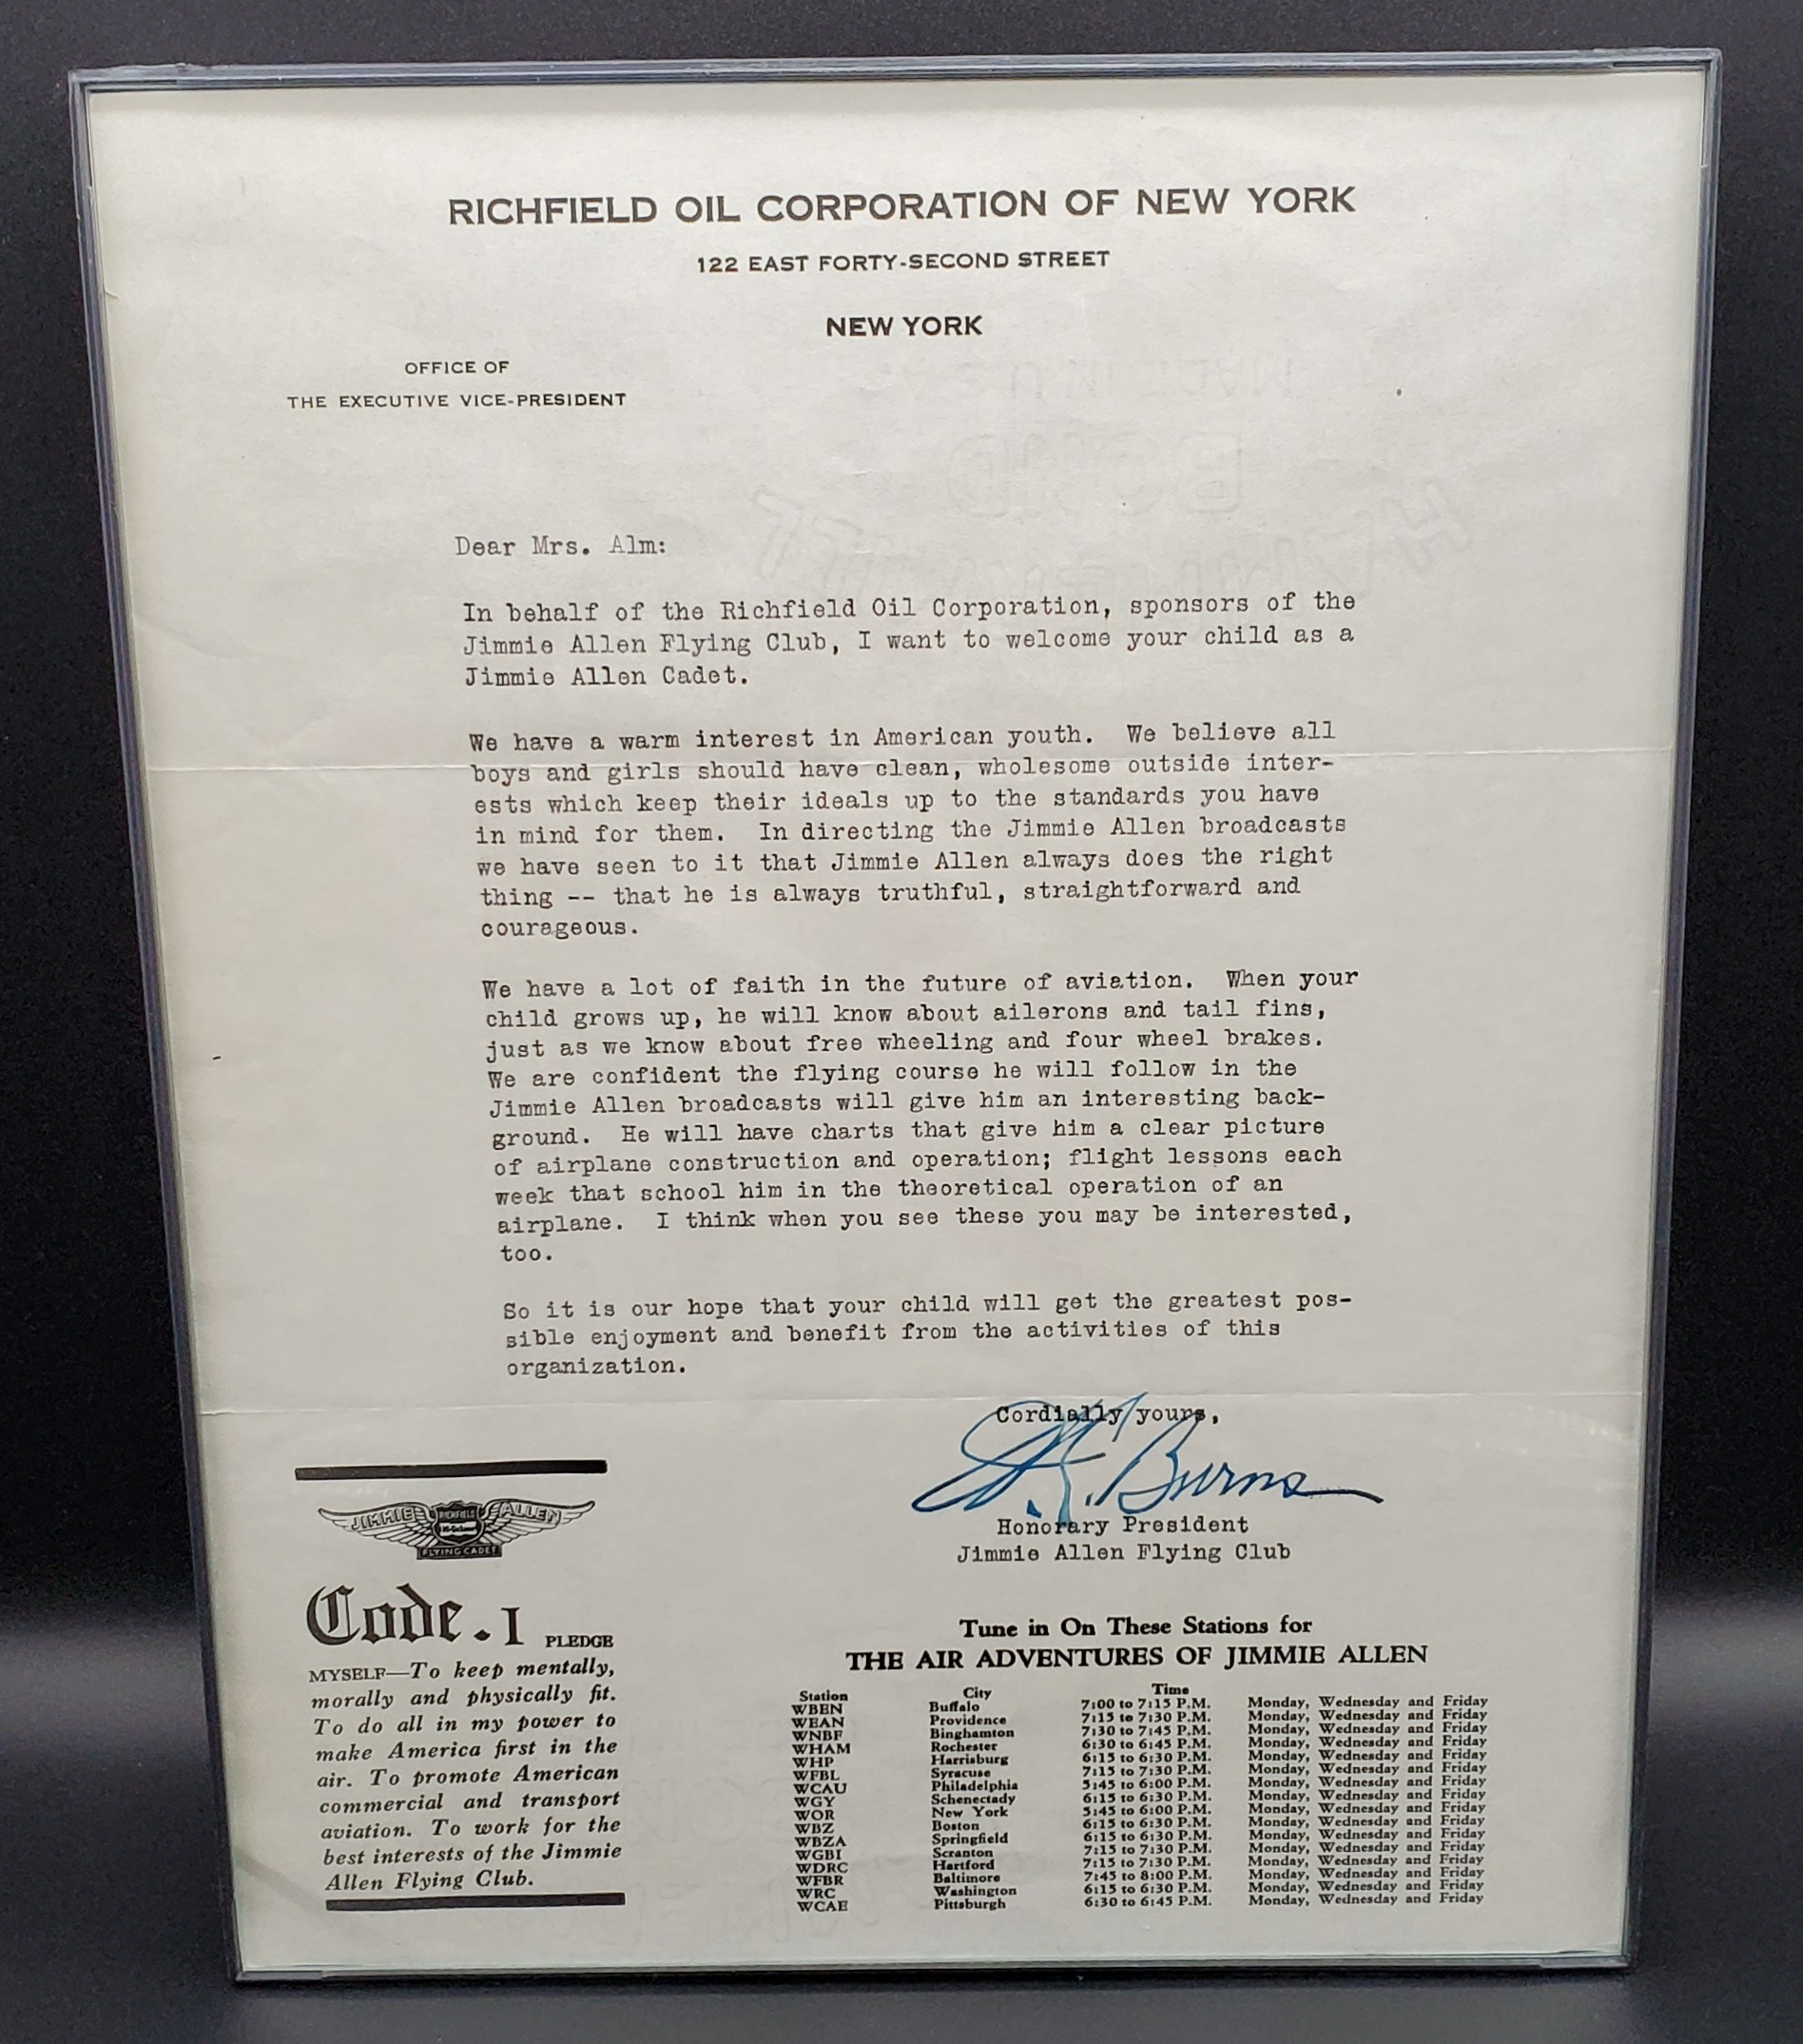 RICHFIELD OIL CORPORATION OF NEW YORK
122 EAST FORTY-SECOND STREET
NEW YORK
OFFICE OF
THE EXECUTIVE VICE-PRESIDENT
Dear Mrs. Alm:
In behalf of the Richfield Oil Corporation, sponsors of the
Jimmie Allen Flying Club, I want to welcome your child as a
Jimmie Allen Cadet.
We have a warm interest in American youth. We believe all
boys and girls should have clean, wholesome outside inter-
ests which keep their ideals up to the standards you have
in mind for them. In directing the Jimmie Allen broadcasts
we have seen to it that Jimmie Allen always does the right
thing -- that he is always truthful, straightforward and
courageous.
We have a lot of faith in the future of aviation. When your
child grows up, he will know about ailerons and tail fins,
just as we know about free wheeling and four wheel brakes.
We are confident the flying course he will follow in the
Jimmie Allen broadcasts will give him an interesting back-
ground. He will have charts that give him a clear picture
of airplane construction and operation; flight lessons each
week that school him in the theoretical operation of an
airplane. I think when you see these you may be interested,
too.
So it is our hope that your child will get the greatest pos-
sible enjoyment and benefit from the activities of this
organization.
Cordially yours,
Burns
Honorary President
Jimmie Allen Flying Club
JIMMIE ALLEN
RICHFIELD
FLYING CADET
Code.I PLEDGE
MYSELF—To keep mentally,
morally and physically fit.
To do all in my power to
make America first in the
air. To promote American
commercial and transport
aviation. To work for the
best interests of the Jimmie
Allen Flying Club.
Tune in On These Stations for
THE AIR ADVENTURES OF JIMMIE ALLEN
Station City Time
WBEN Buffalo 7:00 to 7:15 P.M. Monday, Wednesday and Friday
WEAN Providence 7:15 to 7:30 P.M. Monday, Wednesday and Friday
WNBF Binghamton 7:30 to 7:45 P.M. Monday, Wednesday and Friday
WHAM Rochester 6:30 to 6:45 P.M. Monday, Wednesday and Friday
WHP Harrisburg 6:15 to 6:30 P.M. Monday, Wednesday and Friday
WFBL Syracuse 7:15 to 7:30 P.M. Monday, Wednesday and Friday
WCAU Philadelphia 5:45 to 6:00 P.M. Monday, Wednesday and Friday
WGY Schenectady 6:15 to 6:30 P.M. Monday, Wednesday and Friday
WOR New York 5:45 to 6:00 P.M. Monday, Wednesday and Friday
WBZ Boston 6:15 to 6:30 P.M. Monday, Wednesday and Friday
WBZA Springfield 6:15 to 6:30 P.M. Monday, Wednesday and Friday
WGBI Scranton 7:15 to 7:30 P.M. Monday, Wednesday and Friday
WDRC Hartford 7:15 to 7:30 P.M. Monday, Wednesday and Friday
WFBR Baltimore 7:45 to 8:00 P.M. Monday, Wednesday and Friday
WRC Washington 6:15 to 6:30 P.M. Monday, Wednesday and Friday
WCAE Pittsburgh 6:30 to 6:45 P.M. Monday, Wednesday and Friday